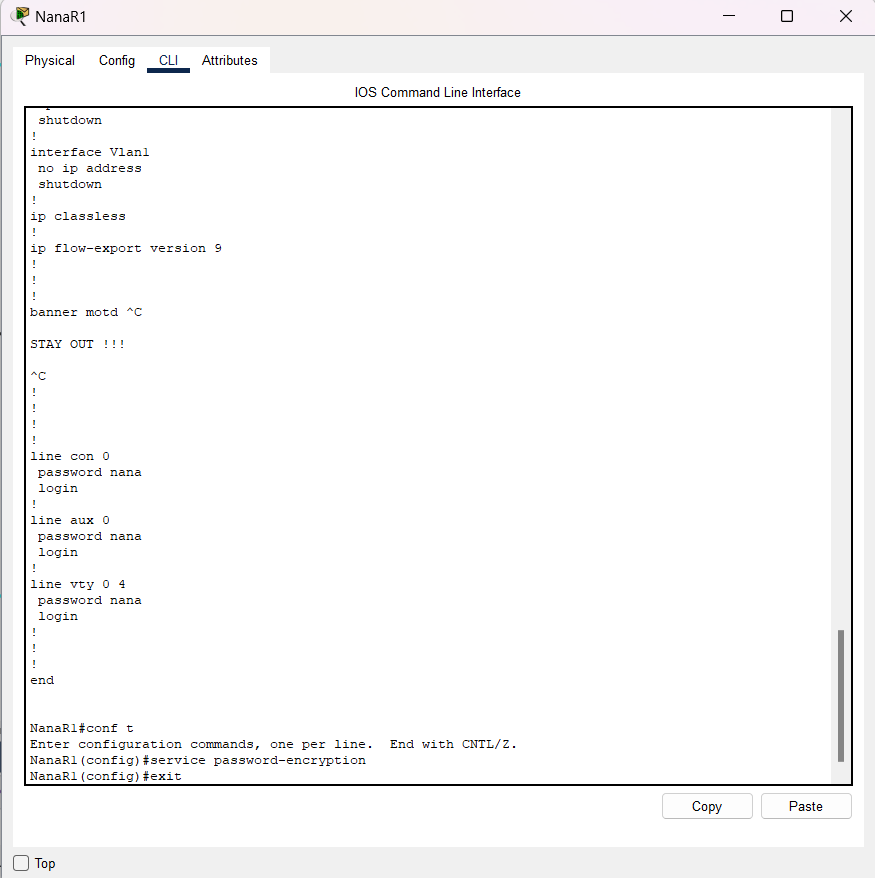 NanaR1
Physical Config CLI Attributes
IOS Command Line Interface
shutdown
!
interface Vlan1
no ip address
shutdown
!
ip classless
!
ip flow-export version 9
!
!
!
banner motd ^C
STAY OUT !!!
^C
!
!
!
!
line con 0
password nana
login
!
line aux 0
password nana
login
!
line vty 0 4
password nana
login
!
!
!
end
NanaR1#conf t
Enter configuration commands, one per line.  End with CNTL/Z.
NanaR1(config)#service password-encryption
NanaR1(config)#exit
Copy Paste
Top